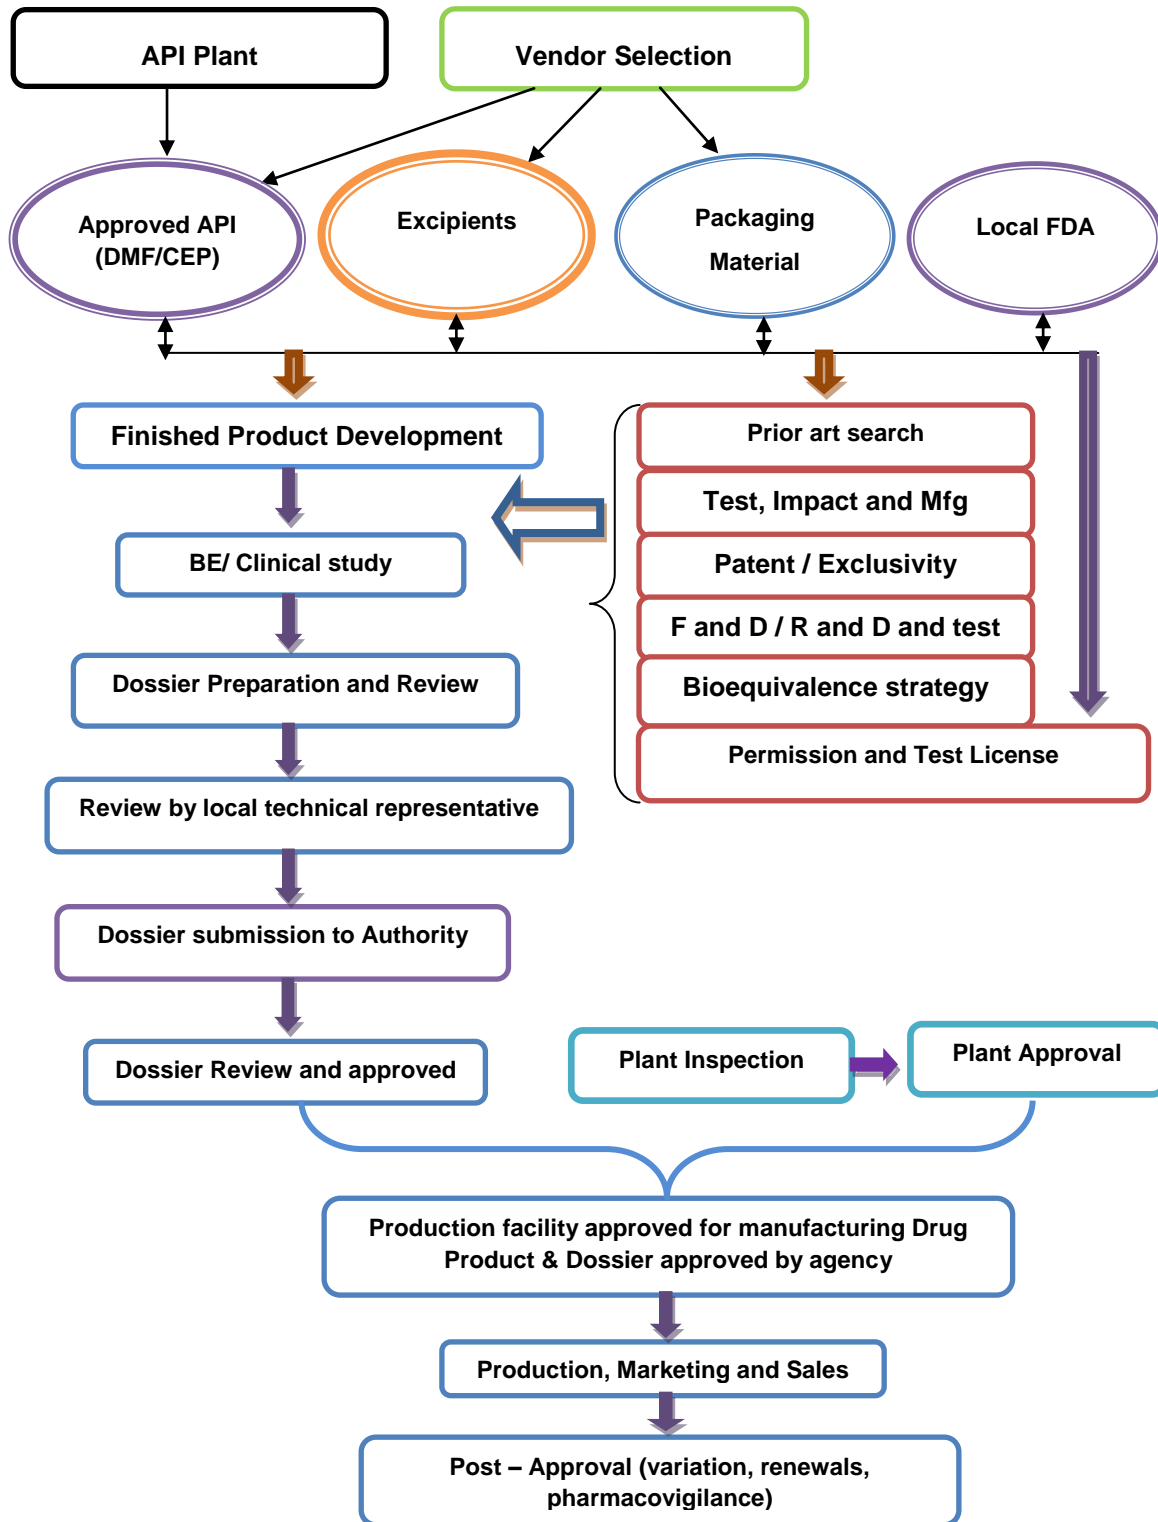 API Plant
Vendor Selection
Approved API
(DMF/CEP)
Excipients
Packaging
Material
Local FDA
Finished Product Development
Prior art search
Test, Impact and Mfg
BE/ Clinical study
Patent / Exclusivity
F and D / R and D and test
Dossier Preparation and Review
Bioequivalence strategy
Permission and Test License
Review by local technical representative
Dossier submission to Authority
Dossier Review and approved
Plant Inspection
Plant Approval
Production facility approved for manufacturing Drug
Product & Dossier approved by agency
Production, Marketing and Sales
Post – Approval (variation, renewals,
pharmacovigilance)